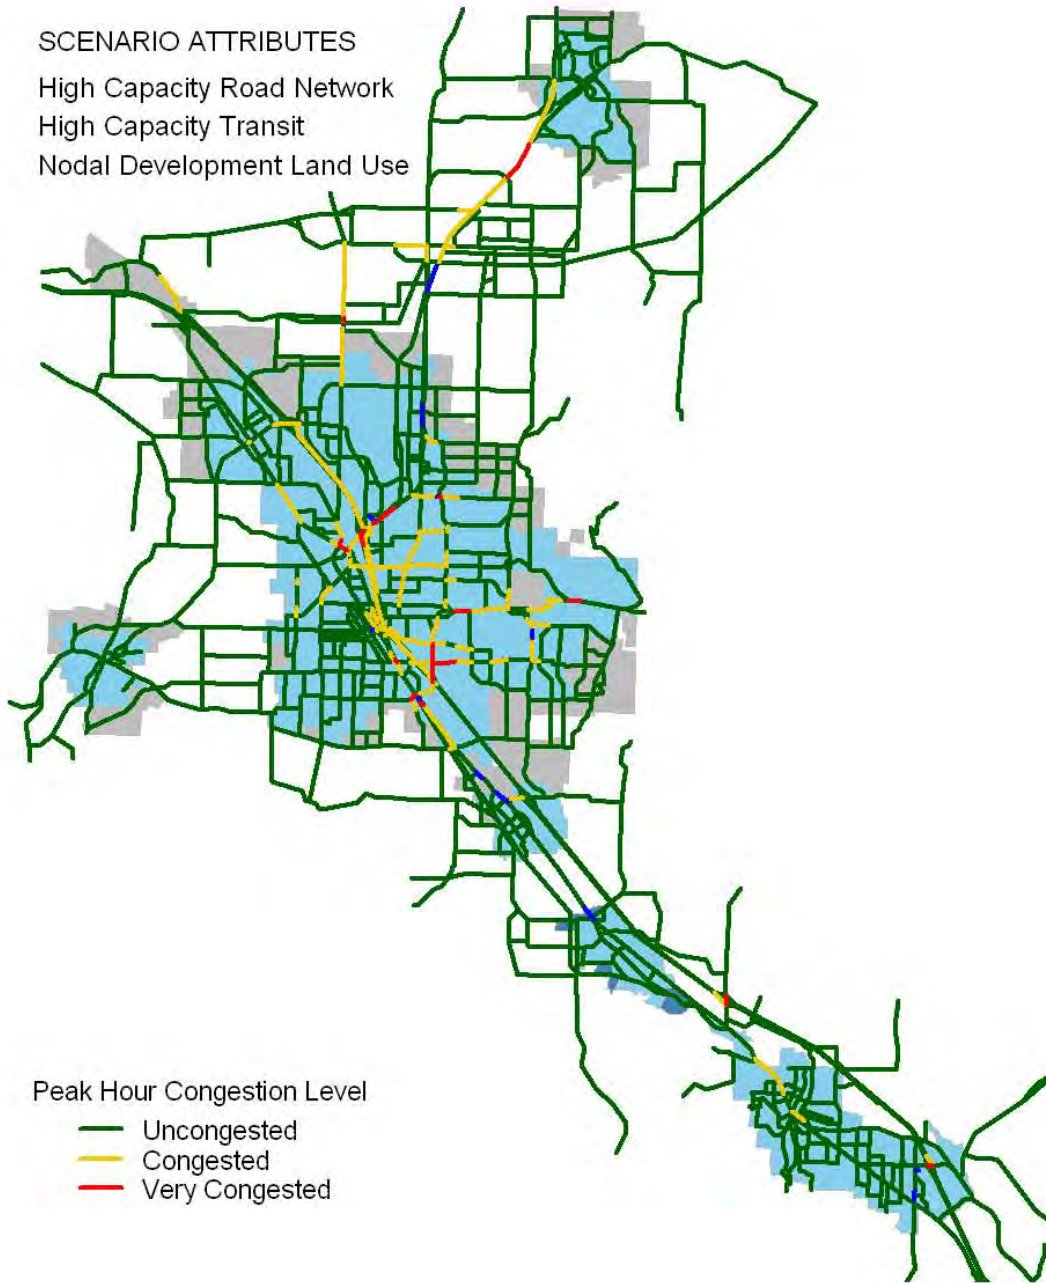 SCENARIO ATTRIBUTES
High Capacity Road Network
High Capacity Transit
Nodal Development Land Use
Peak Hour Congestion Level
Uncongested
Congested
Very Congested